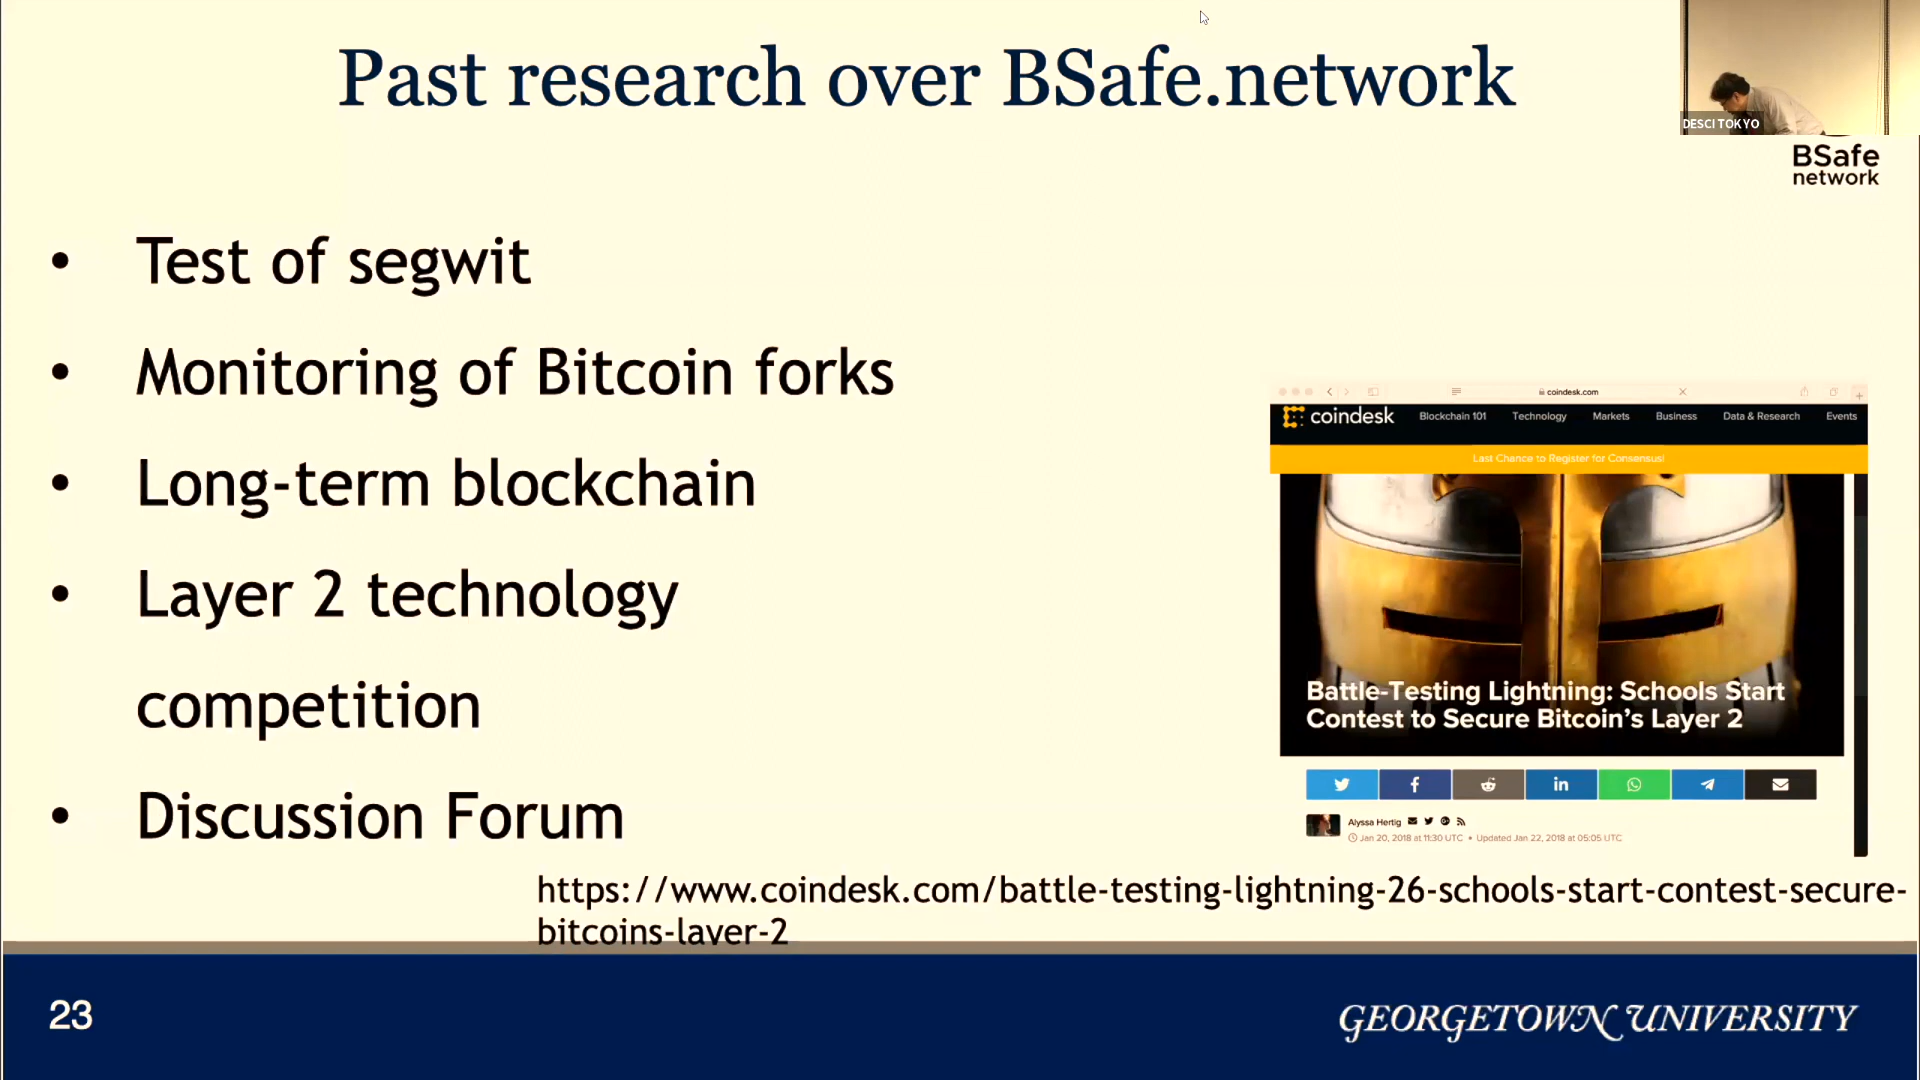 Past research over BSafe.network
DESCI TOKYO
BSafe
network
• Test of segwit
• Monitoring of Bitcoin forks
• Long-term blockchain
• Layer 2 technology
competition
• Discussion Forum
coindesk.com
coindesk Blockchain 101 Technology Markets Business Data & Research Events
Last Chance to Register for Consensus!
Battle-Testing Lightning: Schools Start
Contest to Secure Bitcoin's Layer 2
Alyssa Hertig
Jan 20, 2018 at 11:30 UTC • Updated Jan 22, 2018 at 05:05 UTC
https://www.coindesk.com/battle-testing-lightning-26-schools-start-contest-secure-
bitcoins-layer-2
23
GEORGETOWN UNIVERSITY